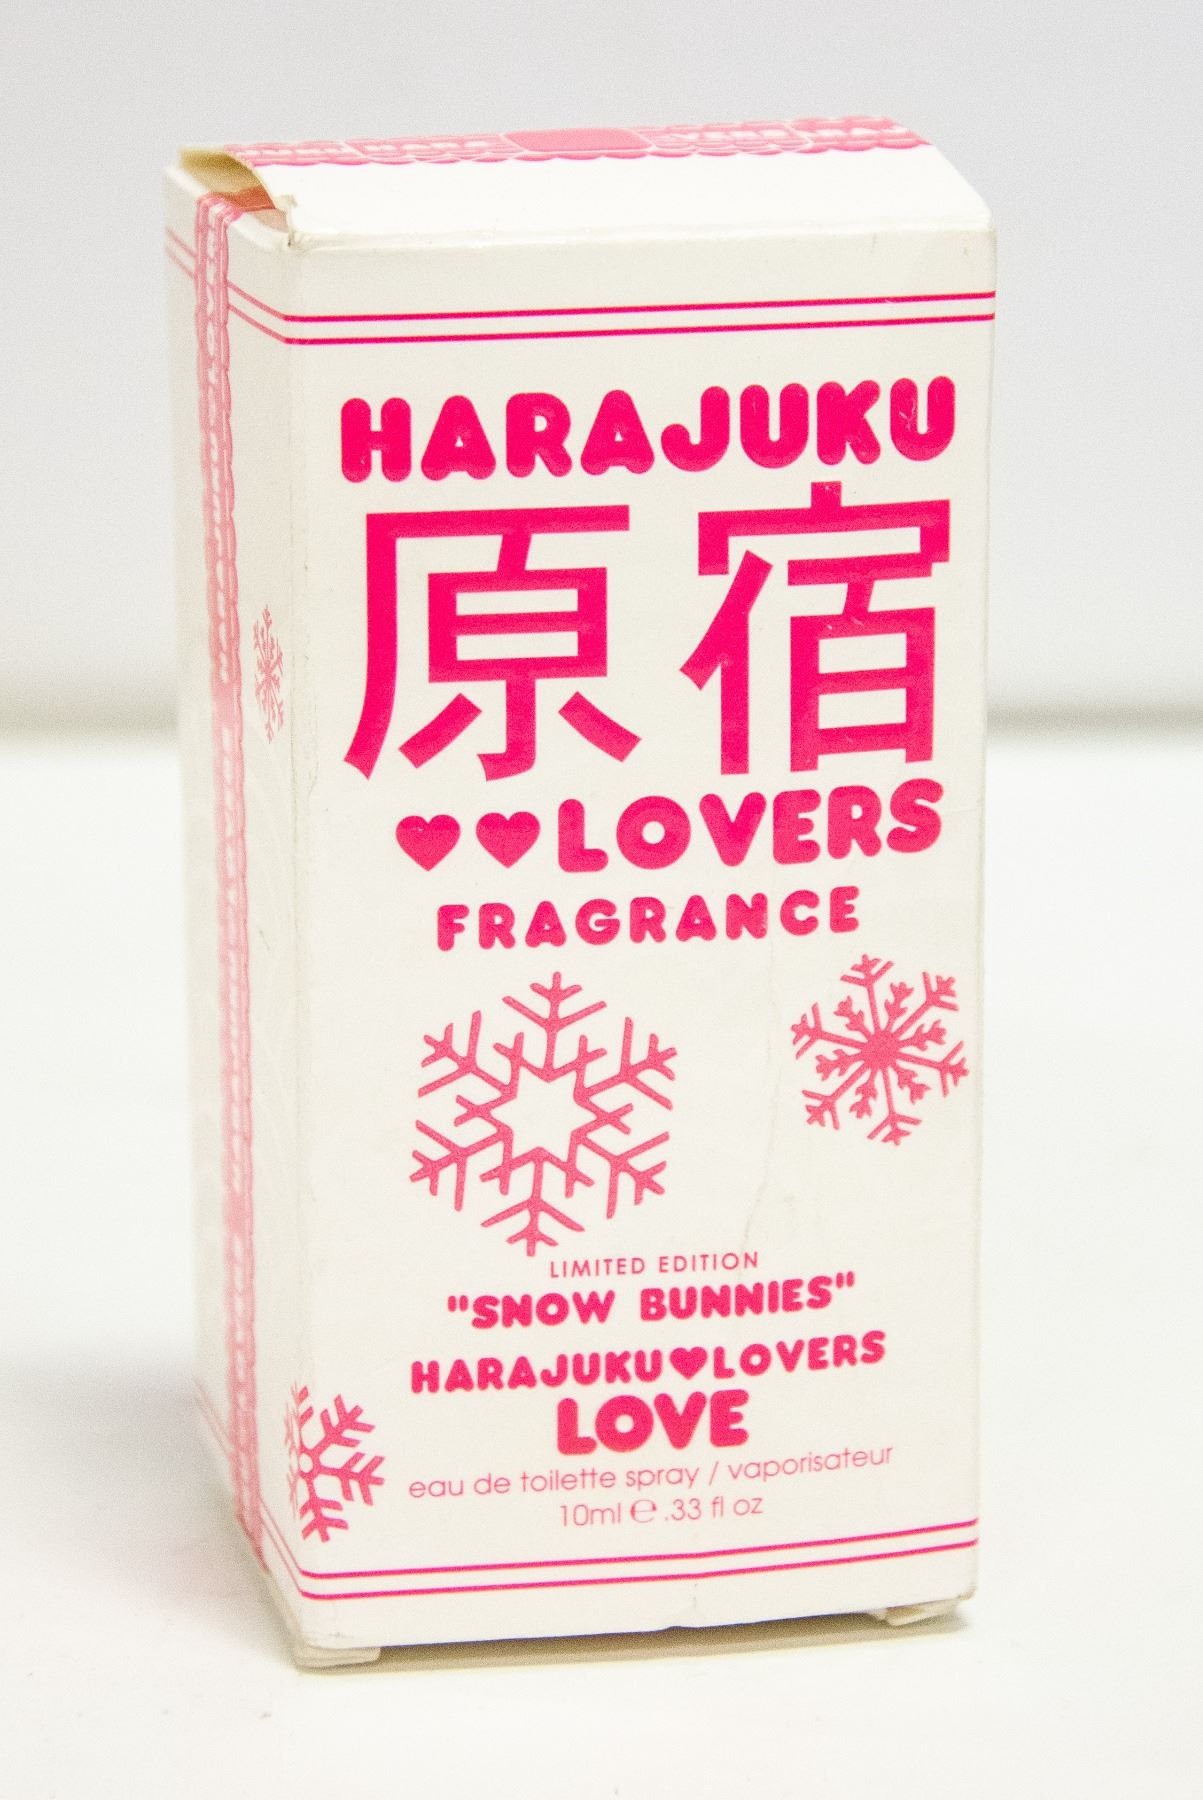 HARAJUKU
原宿
♥♥LOVERS
FRAGRANCE
LIMITED EDITION
"SNOW BUNNIES"
HARAJUKU♥LOVERS
LOVE
eau de toilette spray / vaporisateur
10ml ℮ .33 fl oz